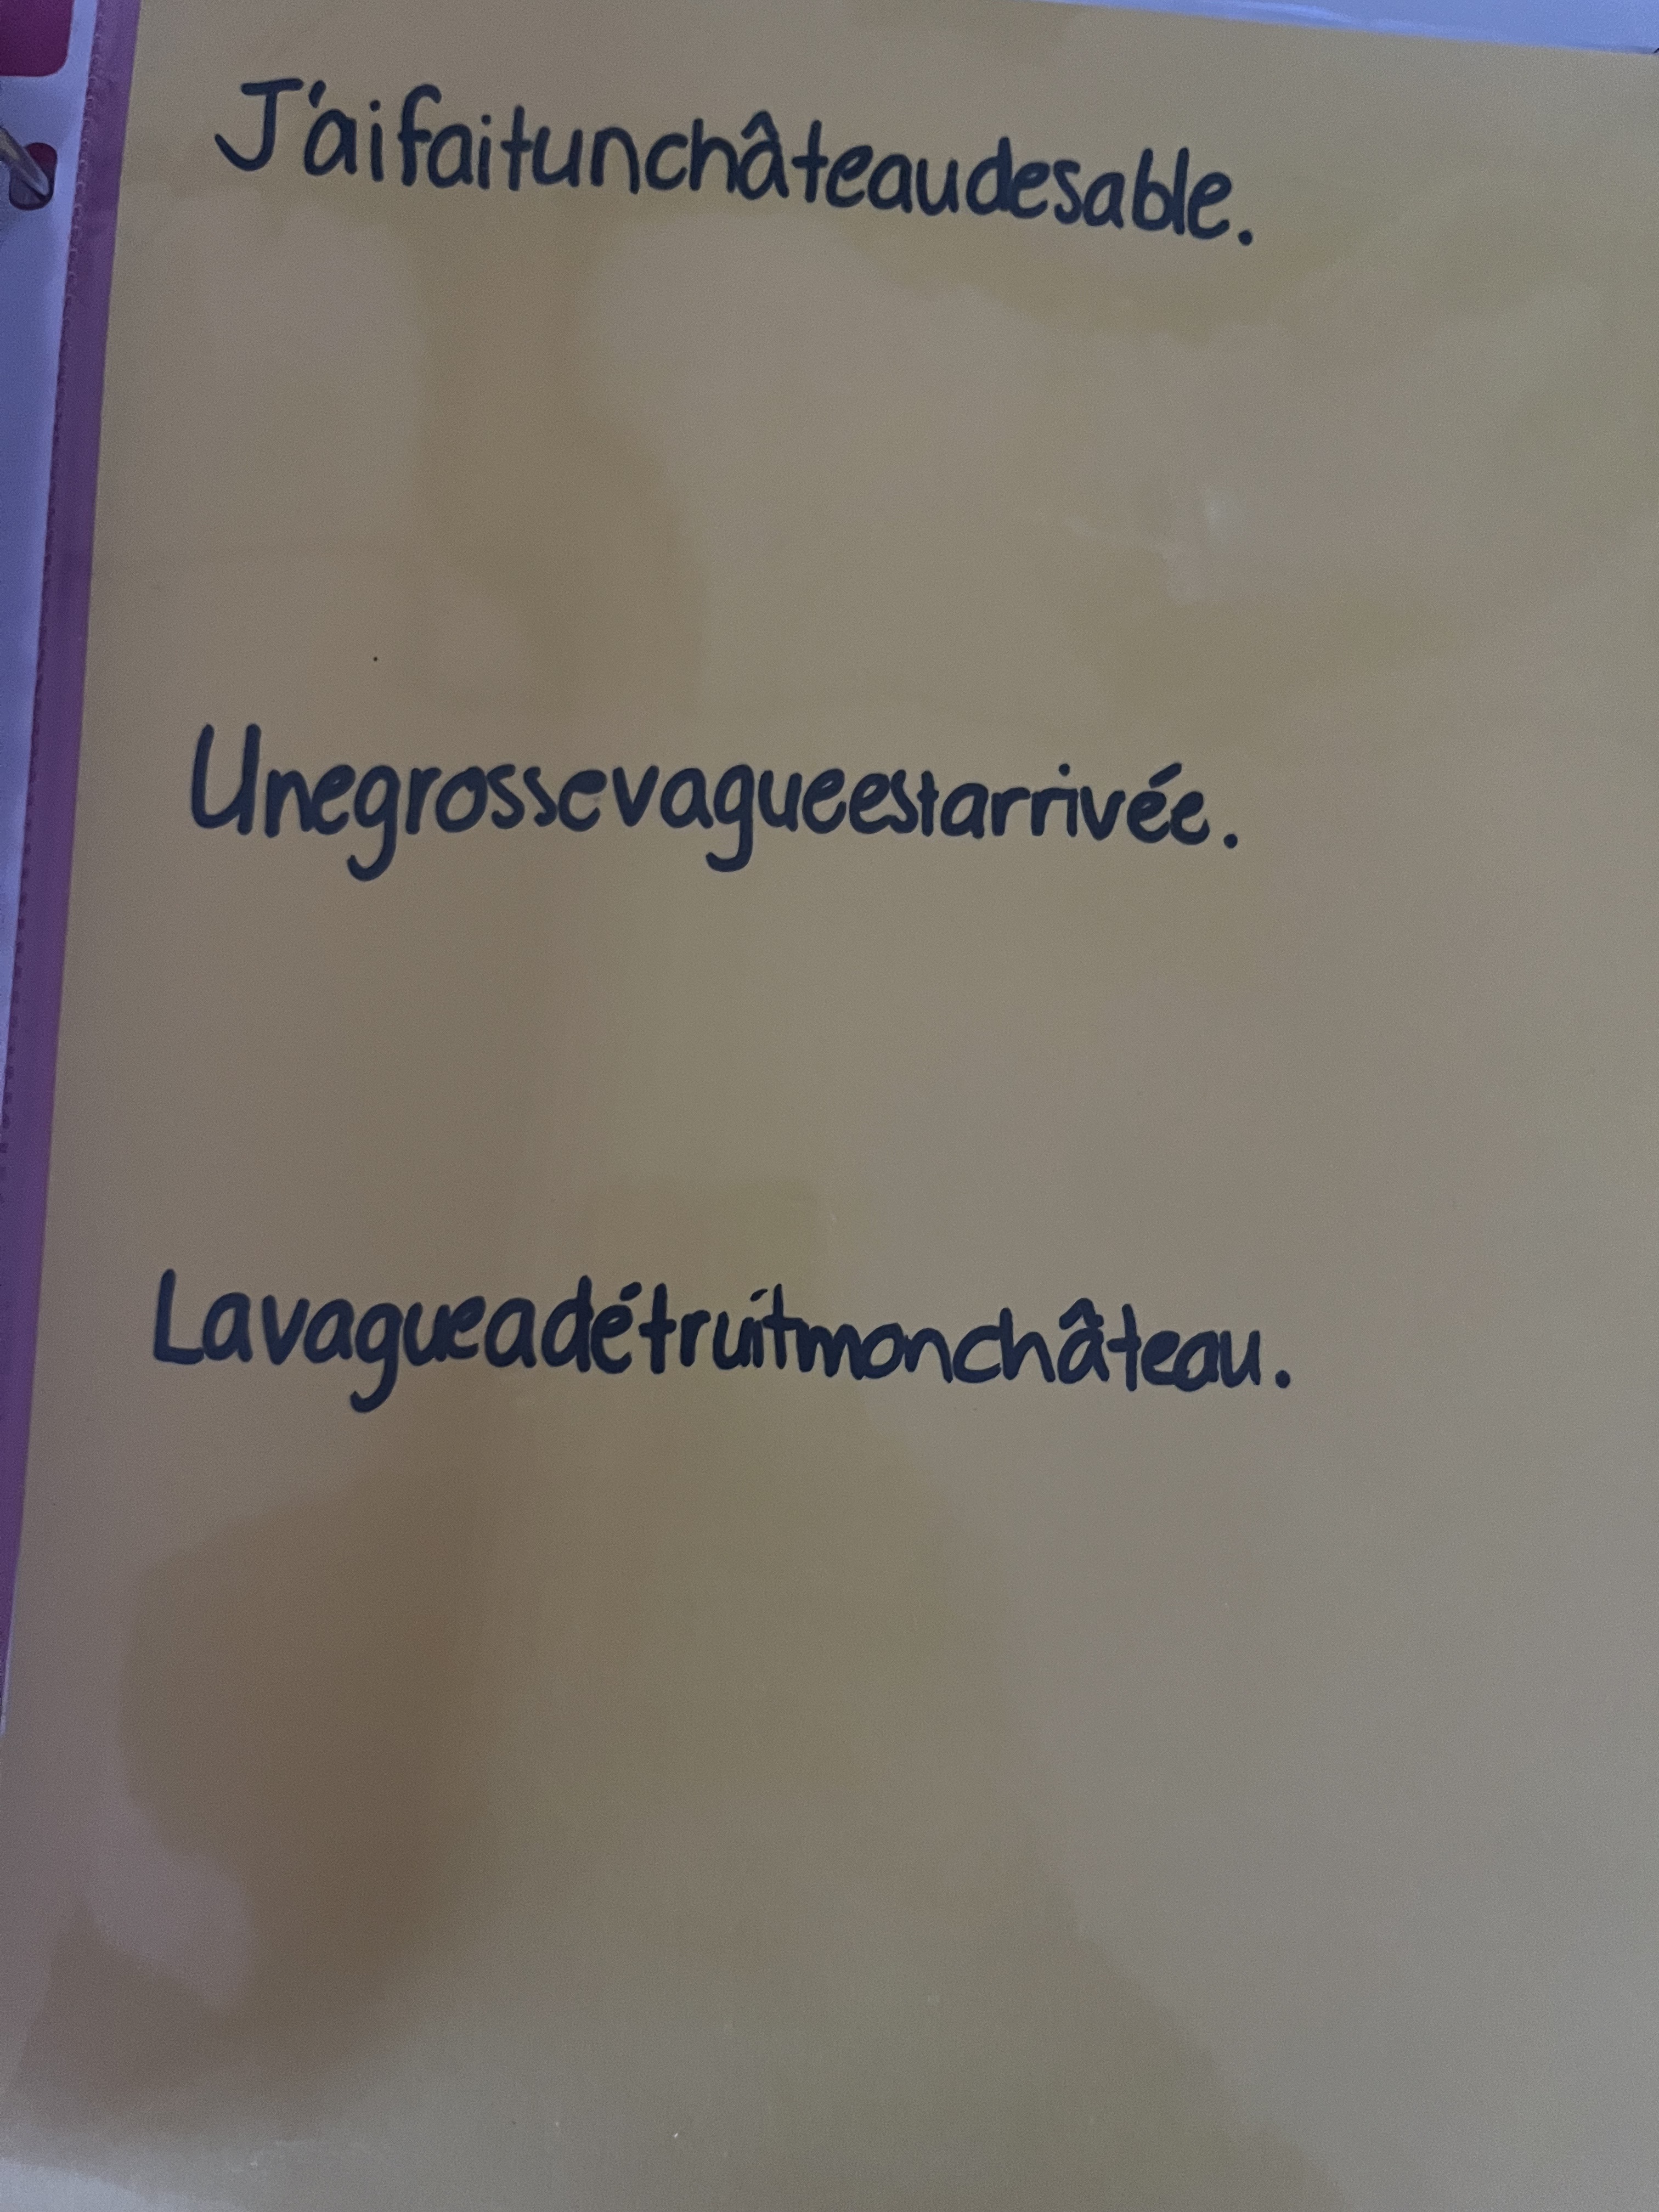 J'aifaitunchâteaudesable.
Unegrossevagueestarrivée.
Lavagueadétruitmonchâteau.